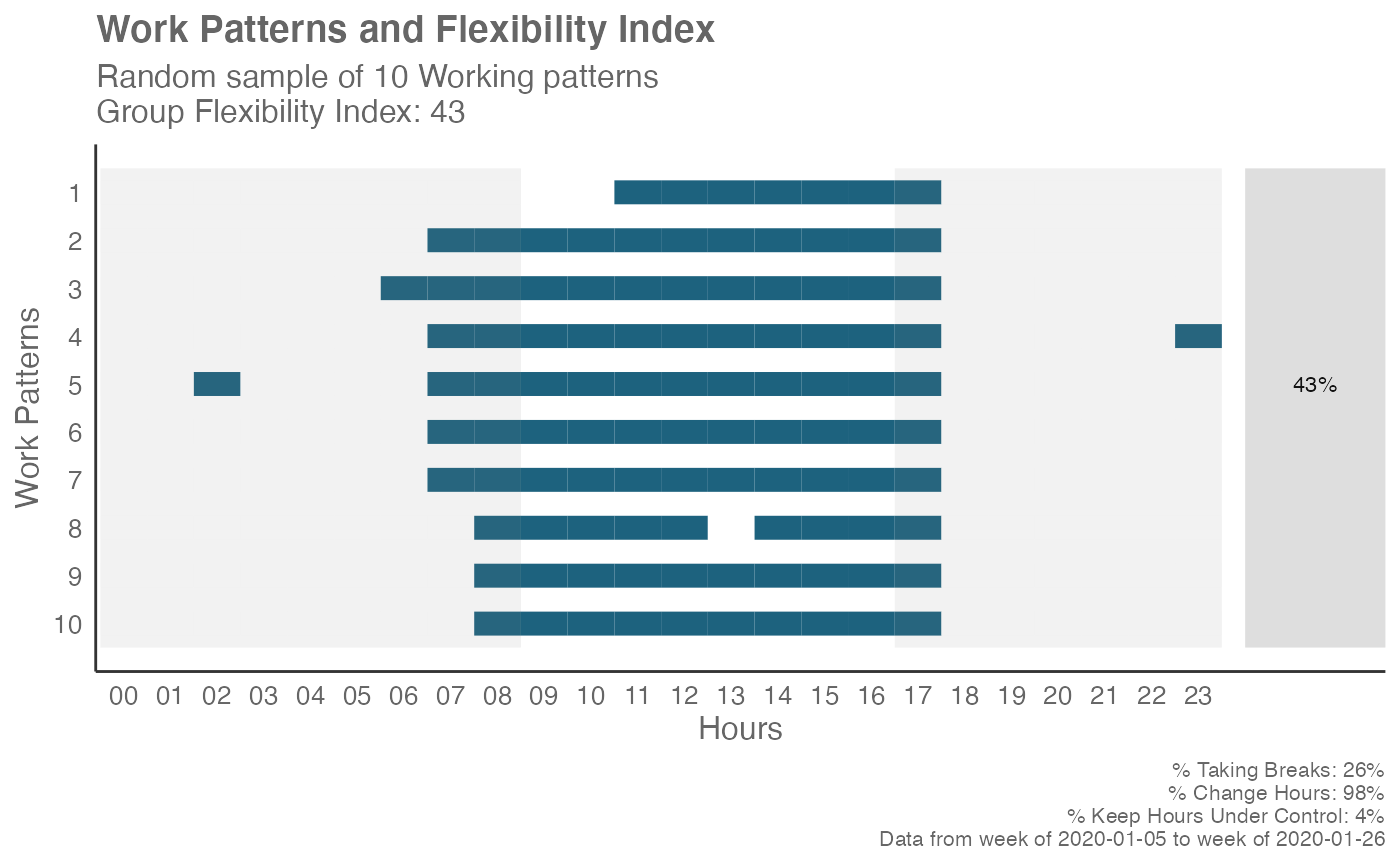 Work Patterns and Flexibility Index
Random sample of 10 Working patterns
Group Flexibility Index: 43
Work Patterns
1
2
3
4
5
6
7
8
9
10
43%
00 01 02 03 04 05 06 07 08 09 10 11 12 13 14 15 16 17 18 19 20 21 22 23
Hours
% Taking Breaks: 26%
% Change Hours: 98%
% Keep Hours Under Control: 4%
Data from week of 2020-01-05 to week of 2020-01-26